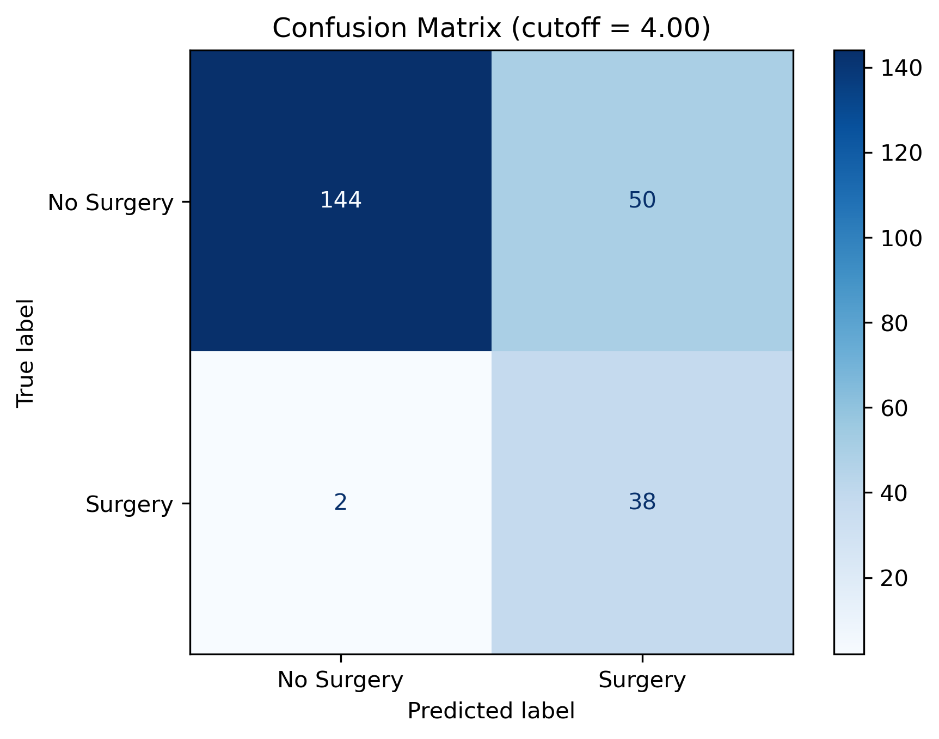 Confusion Matrix (cutoff = 4.00)
True label
No Surgery
Surgery
144
50
2
38
No Surgery
Surgery
Predicted label
140
120
100
80
60
40
20